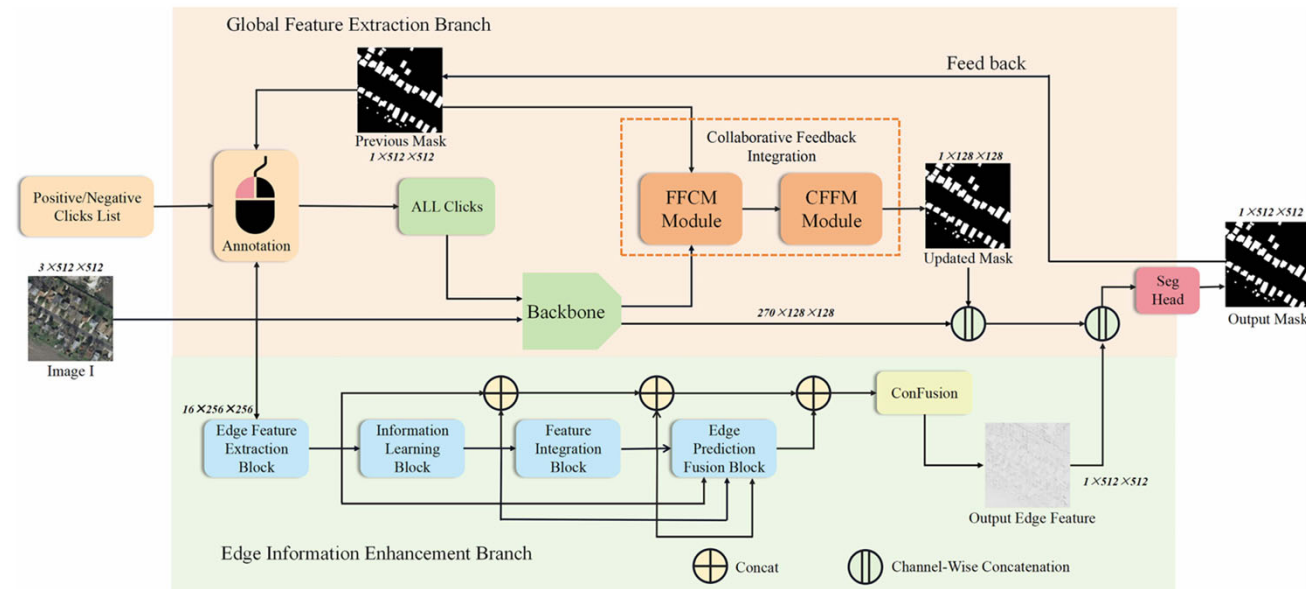 Global Feature Extraction Branch
Feed back
Previous Mask
1×512×512
Collaborative Feedback
Integration
1×128×128
Positive/Negative
Clicks List
Annotation
ALL Clicks
FFCM
Module
CFFM
Module
Updated Mask
1×512×512
3×512×512
Image I
Backbone
270×128×128
Seg
Head
Output Mask
16×256×256
Edge Feature
Extraction
Block
Information
Learning
Block
Feature
Integration
Block
Edge
Prediction
Fusion Block
ConFusion
1×512×512
Output Edge Feature
Edge Information Enhancement Branch
Concat
Channel-Wise Concatenation